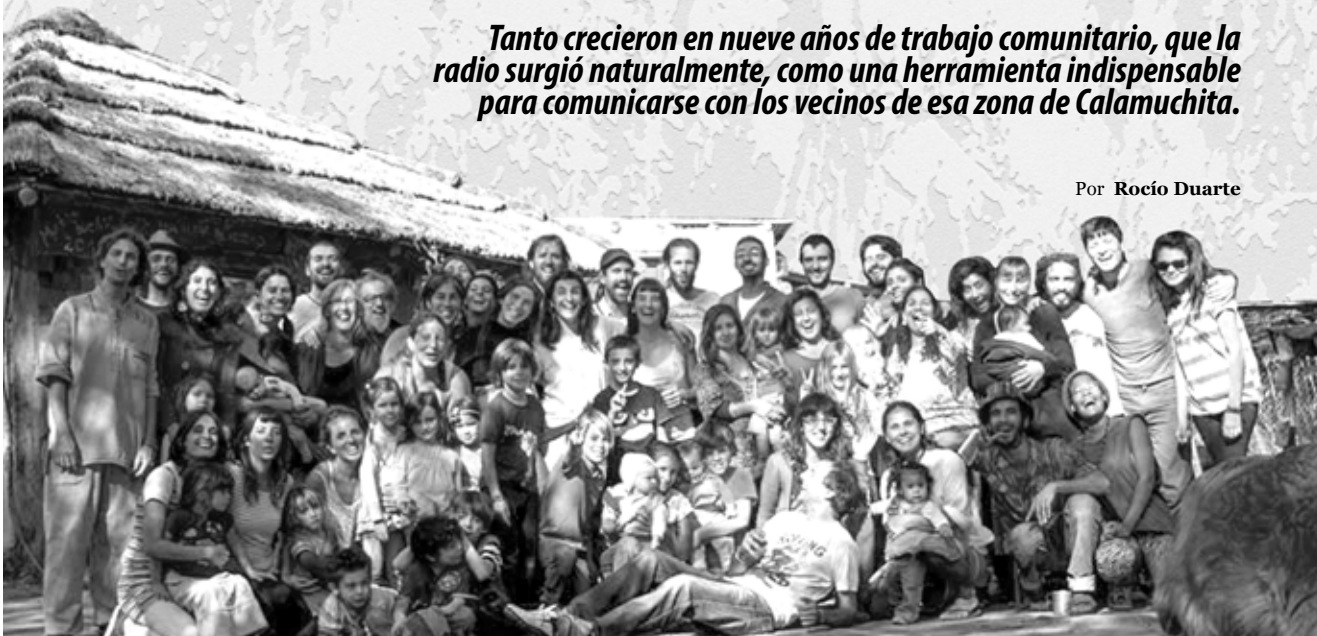 Tanto crecieron en nueve años de trabajo comunitario, que la
radio surgió naturalmente, como una herramienta indispensable
para comunicarse con los vecinos de esa zona de Calamuchita.
Por Rocío Duarte